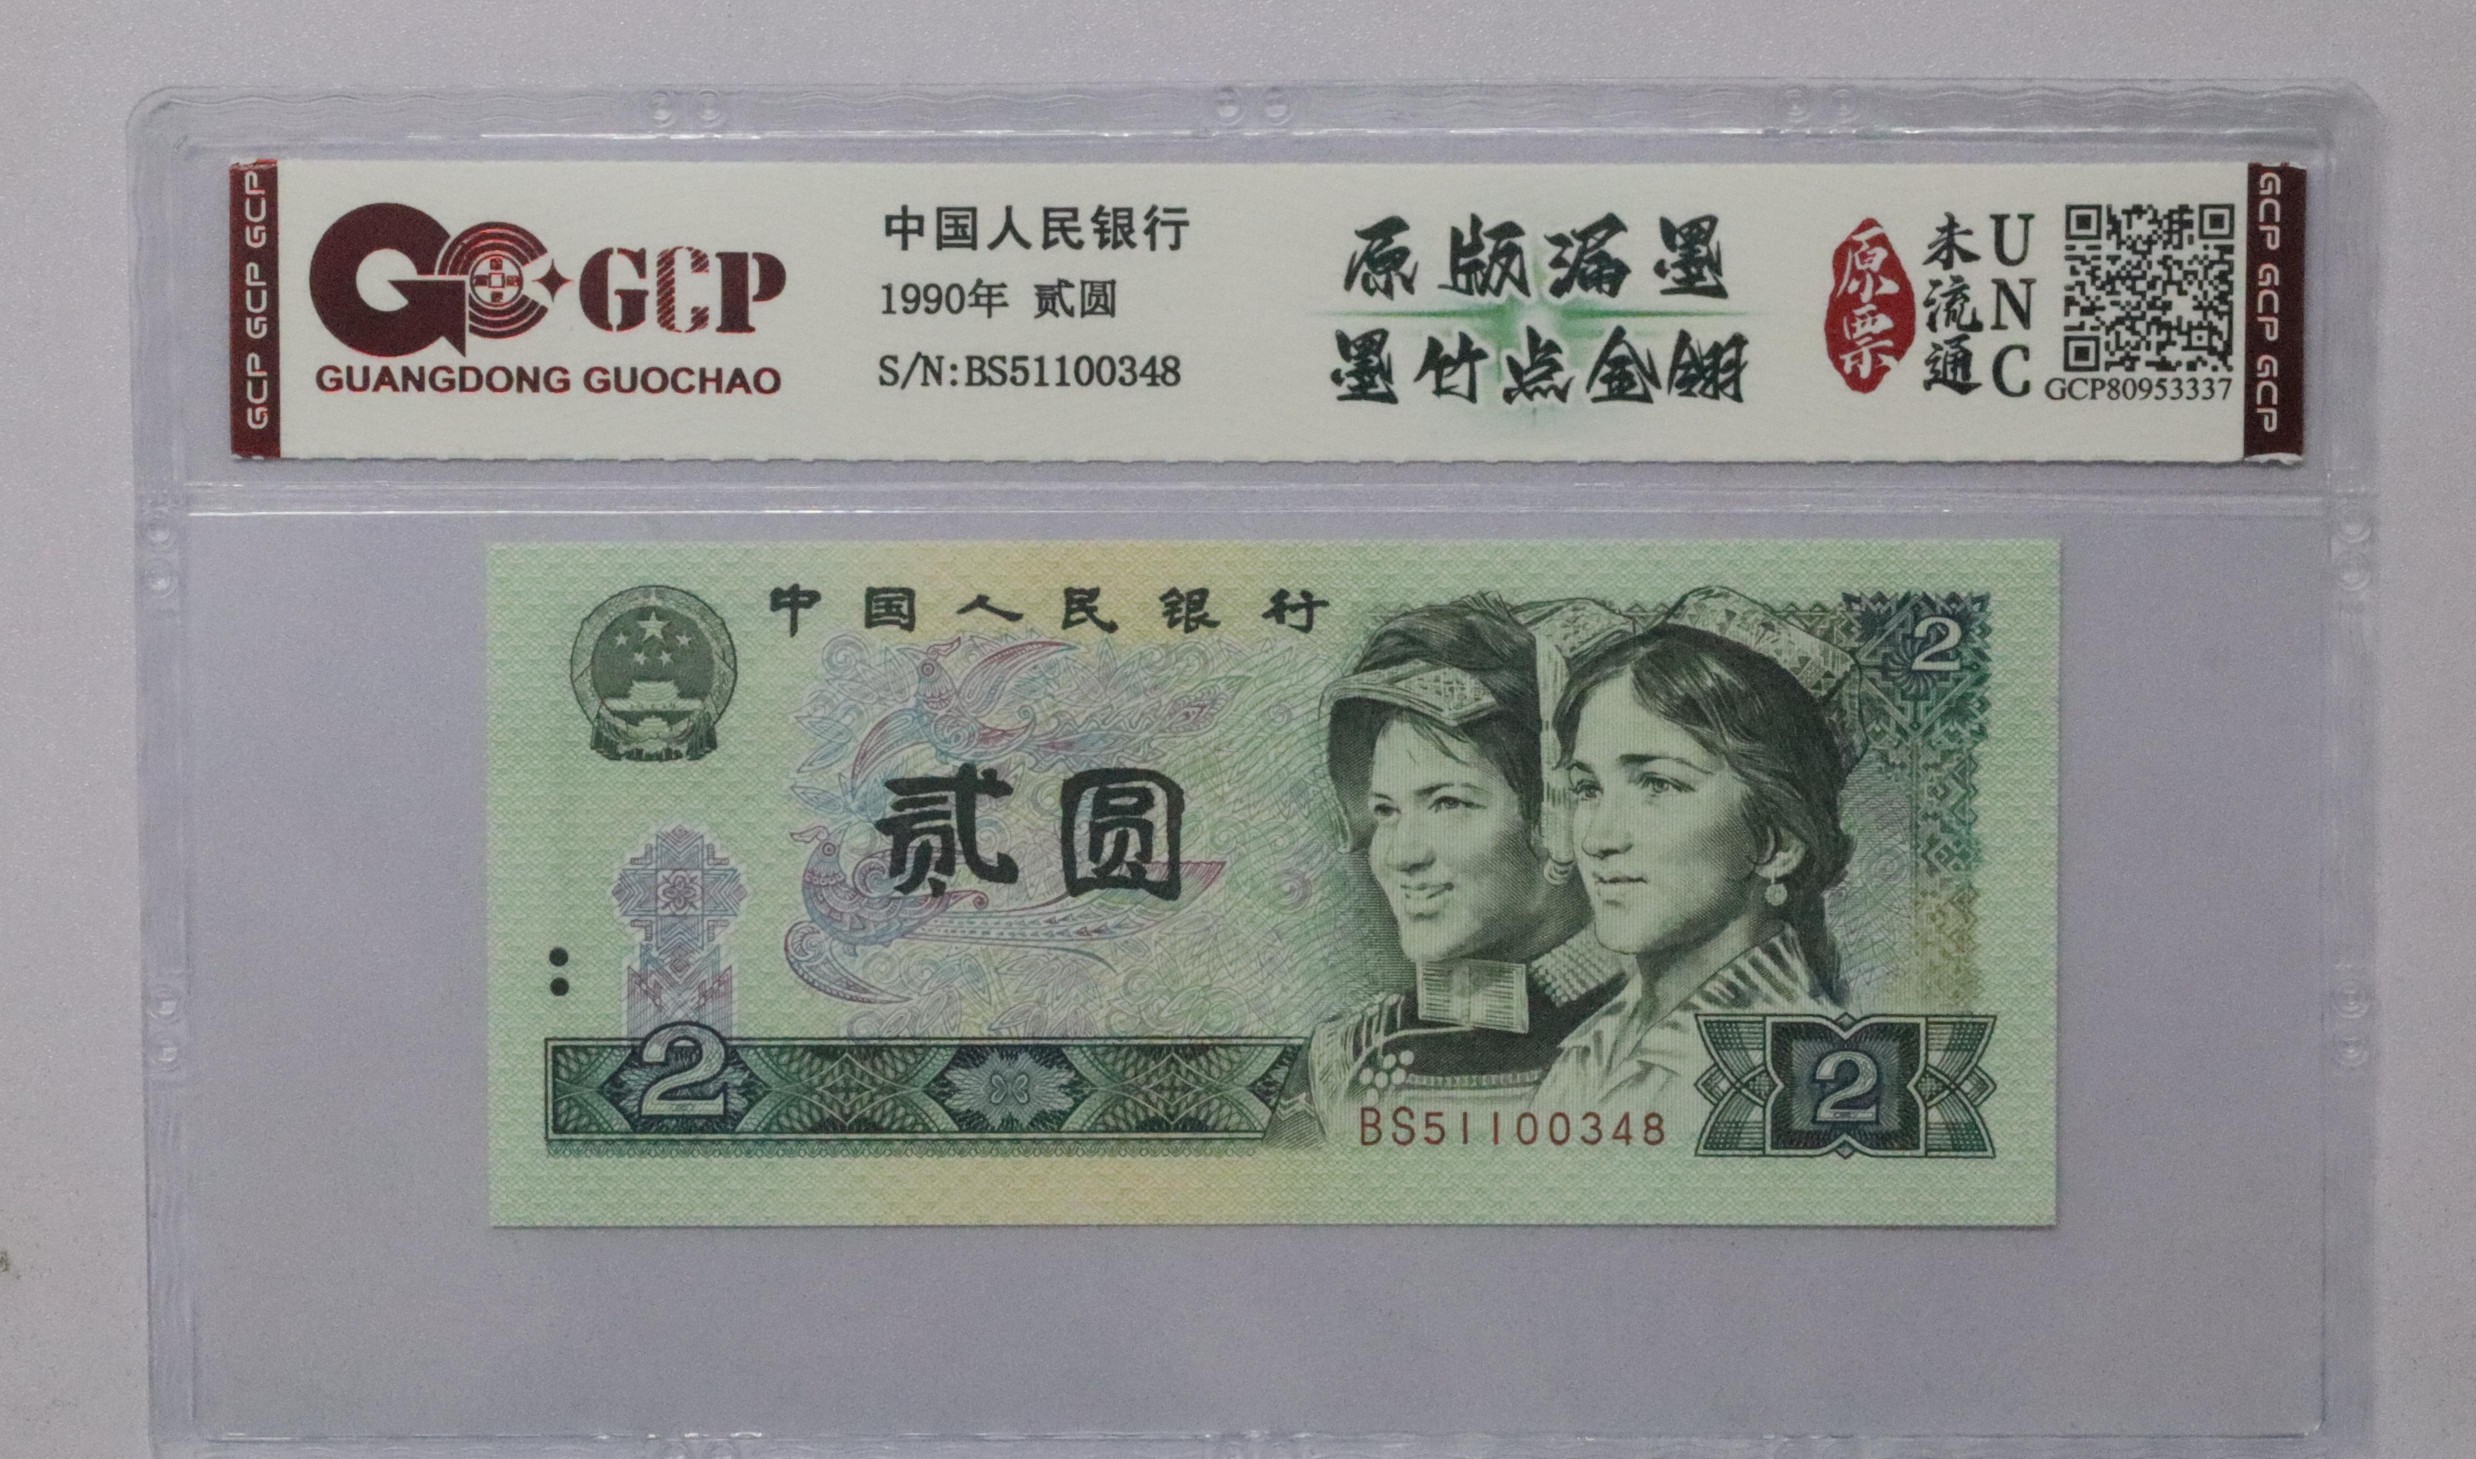 GCP GCP GCP
GCP
GUANGDONG GUOCHAO
中国人民银行
1990年 贰圆
S/N:BS51100348
原版漏墨
墨竹点金翎
原票
未流通
UNC
GCP80953337
GCP GCP GCP
中国人民银行
2
贰圆
2
BS51100348
2